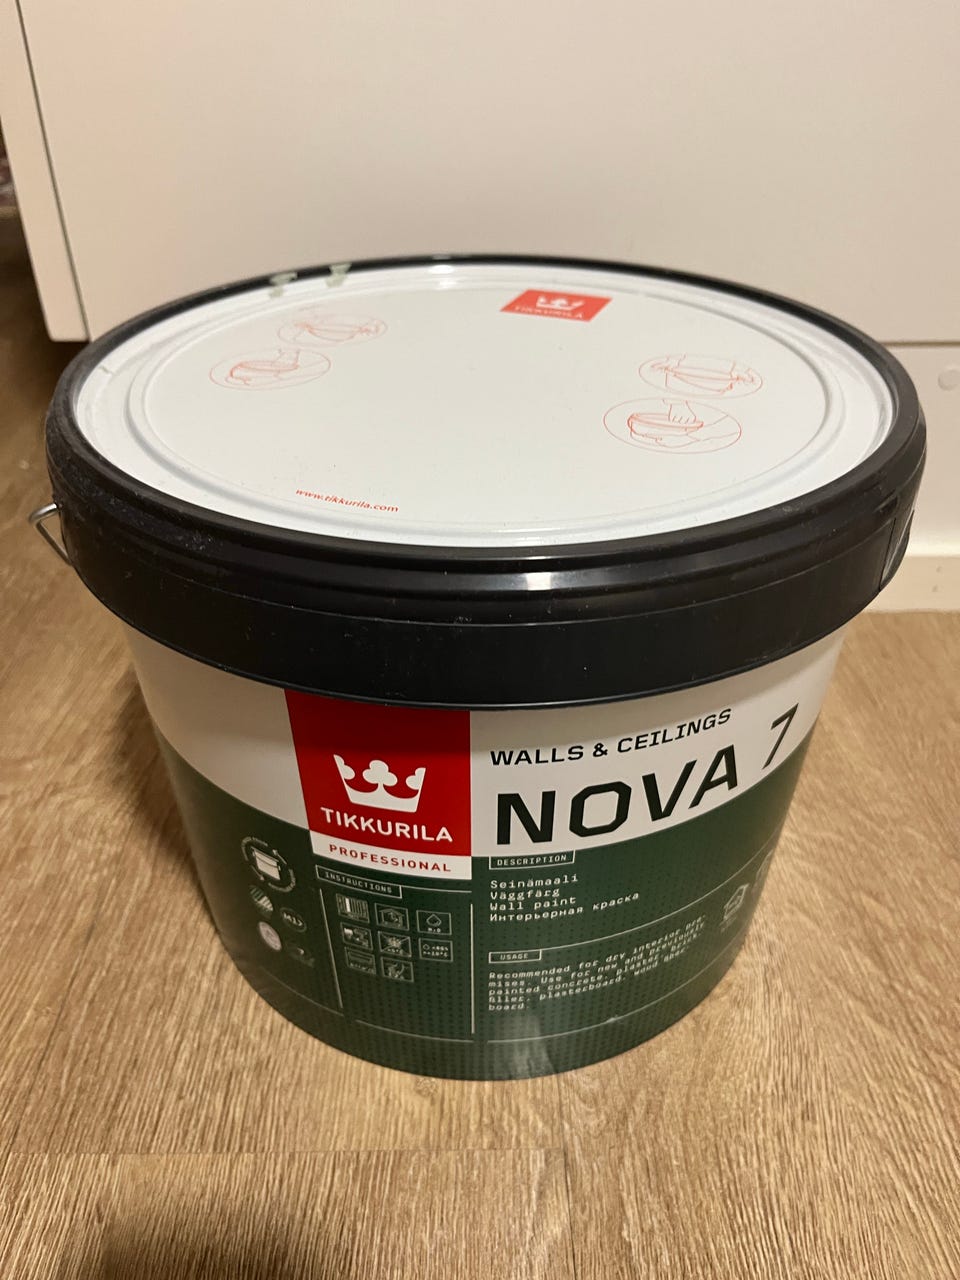 TIKKURILA
www.tikkurila.com
WALLS & CEILINGS
NOVA 7
TIKKURILA
PROFESSIONAL
INSTRUCTIONS
DESCRIPTION
Seinämaali
Väggfärg
Wall paint
Интерьерная краска
M1
H₂O
USAGE
Recommended for dry interior pre-
mises. Use for new and previously
painted concrete, plaster, brick,
filler, plasterboard, wood fiber
board.